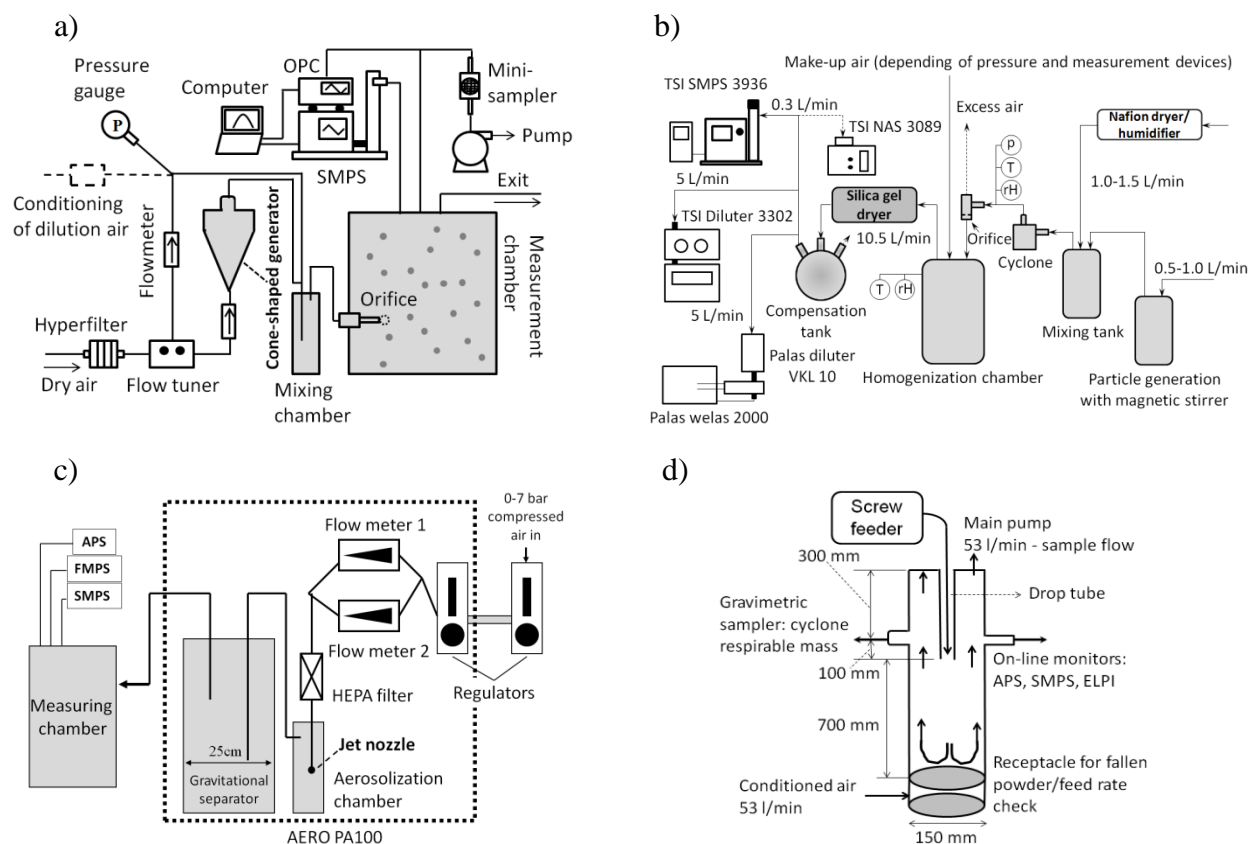 a)
Pressure
gauge
P
Computer
OPC
SMPS
Mini-
sampler
Pump
Exit
Conditioning
of dilution air
Flowmeter
Cone-shaped generator
Measurement
chamber
Orifice
Hyperfilter
Dry air
Flow tuner
Mixing
chamber
b)
Make-up air (depending of pressure and measurement devices)
TSI SMPS 3936
0.3 L/min
Excess air
Nafion dryer/
humidifier
TSI NAS 3089
p
T
rH
5 L/min
1.0-1.5 L/min
TSI Diluter 3302
Silica gel
dryer
10.5 L/min
Orifice
Cyclone
0.5-1.0 L/min
T
rH
5 L/min
Compensation
tank
Mixing tank
Palas diluter
VKL 10
Homogenization chamber
Particle generation
with magnetic stirrer
Palas welas 2000
c)
0-7 bar
compressed
air in
Flow meter 1
APS
FMPS
SMPS
Flow meter 2
HEPA filter
Regulators
Measuring
chamber
25cm
Gravitational
separator
Jet nozzle
Aerosolization
chamber
AERO PA100
d)
Screw
feeder
Main pump
53 l/min - sample flow
300 mm
Drop tube
Gravimetric
sampler: cyclone
respirable mass
100 mm
On-line monitors:
APS, SMPS, ELPI
700 mm
Conditioned air
53 l/min
Receptacle for fallen
powder/feed rate
check
150 mm